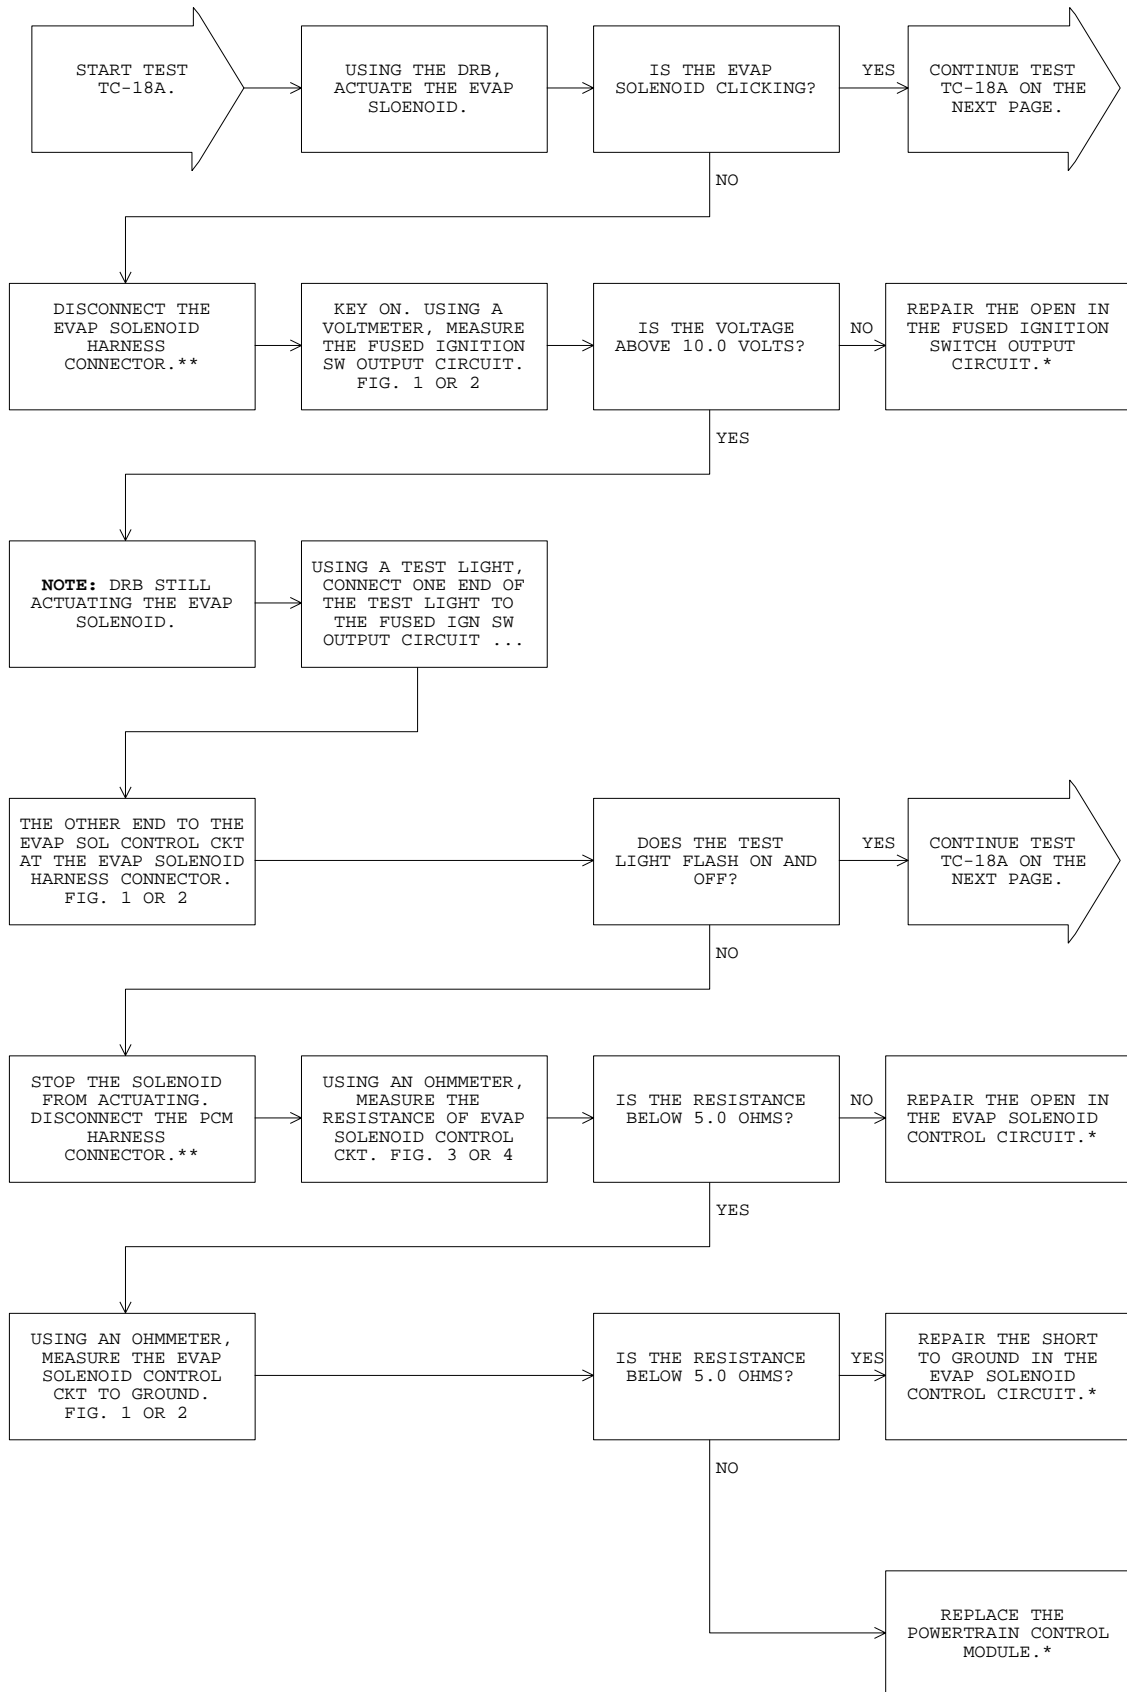 START TEST
TC-18A.
USING THE DRB,
ACTUATE THE EVAP
SLOENOID.
IS THE EVAP
SOLENOID CLICKING?
YES
CONTINUE TEST
TC-18A ON THE
NEXT PAGE.
NO
DISCONNECT THE
EVAP SOLENOID
HARNESS
CONNECTOR.**
KEY ON. USING A
VOLTMETER, MEASURE
THE FUSED IGNITION
SW OUTPUT CIRCUIT.
FIG. 1 OR 2
IS THE VOLTAGE
ABOVE 10.0 VOLTS?
NO
REPAIR THE OPEN IN
THE FUSED IGNITION
SWITCH OUTPUT
CIRCUIT.*
YES
NOTE: DRB STILL
ACTUATING THE EVAP
SOLENOID.
USING A TEST LIGHT,
CONNECT ONE END OF
THE TEST LIGHT TO
THE FUSED IGN SW
OUTPUT CIRCUIT ...
THE OTHER END TO THE
EVAP SOL CONTROL CKT
AT THE EVAP SOLENOID
HARNESS CONNECTOR.
FIG. 1 OR 2
DOES THE TEST
LIGHT FLASH ON AND
OFF?
YES
CONTINUE TEST
TC-18A ON THE
NEXT PAGE.
NO
STOP THE SOLENOID
FROM ACTUATING.
DISCONNECT THE PCM
HARNESS
CONNECTOR.**
USING AN OHMMETER,
MEASURE THE
RESISTANCE OF EVAP
SOLENOID CONTROL
CKT. FIG. 3 OR 4
IS THE RESISTANCE
BELOW 5.0 OHMS?
NO
REPAIR THE OPEN IN
THE EVAP SOLENOID
CONTROL CIRCUIT.*
YES
USING AN OHMMETER,
MEASURE THE EVAP
SOLENOID CONTROL
CKT TO GROUND.
FIG. 1 OR 2
IS THE RESISTANCE
BELOW 5.0 OHMS?
YES
REPAIR THE SHORT
TO GROUND IN THE
EVAP SOLENOID
CONTROL CIRCUIT.*
NO
REPLACE THE
POWERTRAIN CONTROL
MODULE.*